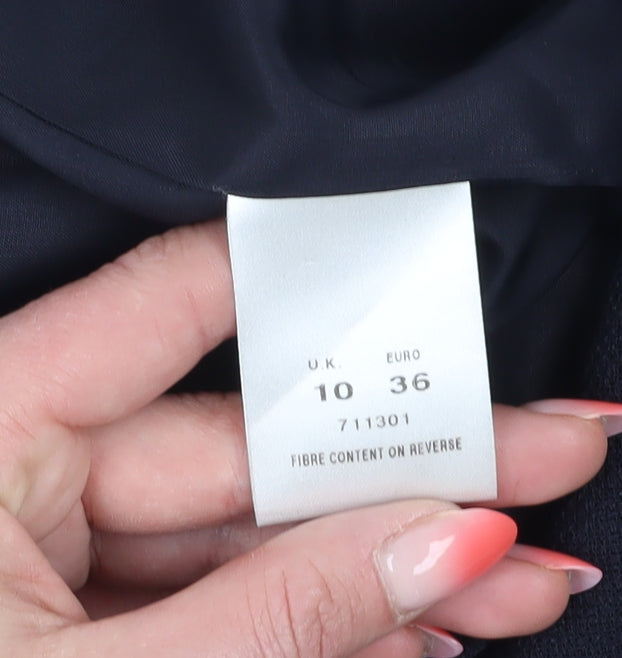 U.K. EURO
10 36
711301
FIBRE CONTENT ON REVERSE